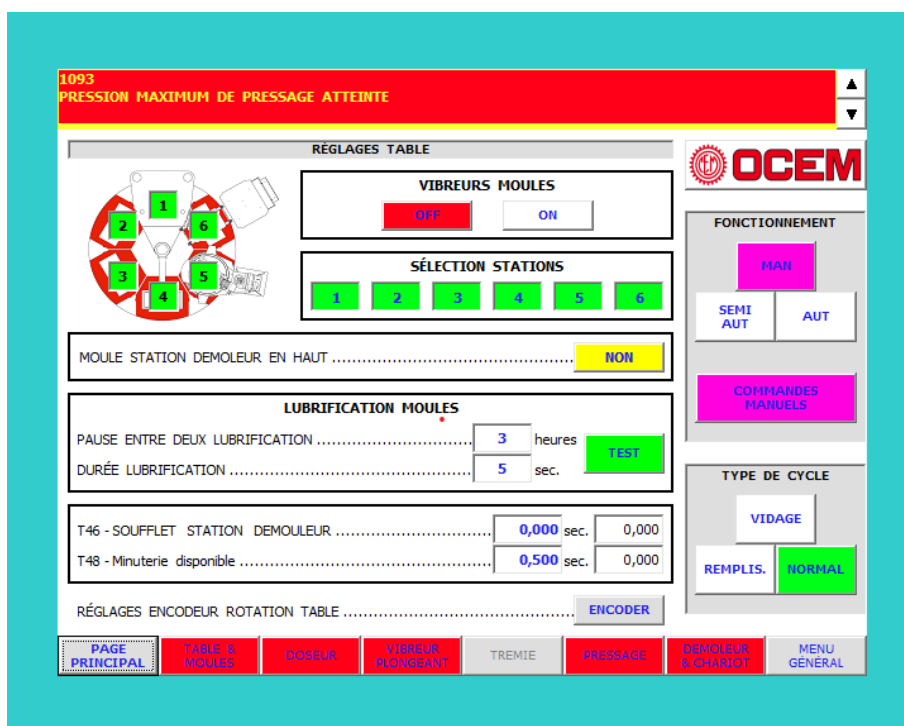 1093
PRESSION MAXIMUM DE PRESSAGE ATTEINTE
RÉGLAGES TABLE
1
2
6
3
5
4
VIBREURS MOULES
OFF ON
SÉLECTION STATIONS
1 2 3 4 5 6
MOULE STATION DEMOLEUR EN HAUT ............................................. NON
LUBRIFICATION MOULES
PAUSE ENTRE DEUX LUBRIFICATION ............................. 3 heures
TEST
DURÉE LUBRIFICATION ............................................. 5 sec.
T46 - SOUFFLET STATION DEMOULEUR ............................. 0,000 sec. 0,000
T48 - Minuterie disponible ............................................. 0,500 sec. 0,000
RÉGLAGES ENCODEUR ROTATION TABLE ........................................... ENCODER
OCEM
FONCTIONNEMENT
MAN
SEMI
AUT
AUT
COMMANDES
MANUELS
TYPE DE CYCLE
VIDAGE
REMPLIS. NORMAL
PAGE
PRINCIPAL
TABLE &
MOULES
DOSEUR
VIBREUR
PLONGEANT
TREMIE
PRESSAGE
DEMOLEUR
& CHARIOT
MENU
GÉNÉRAL